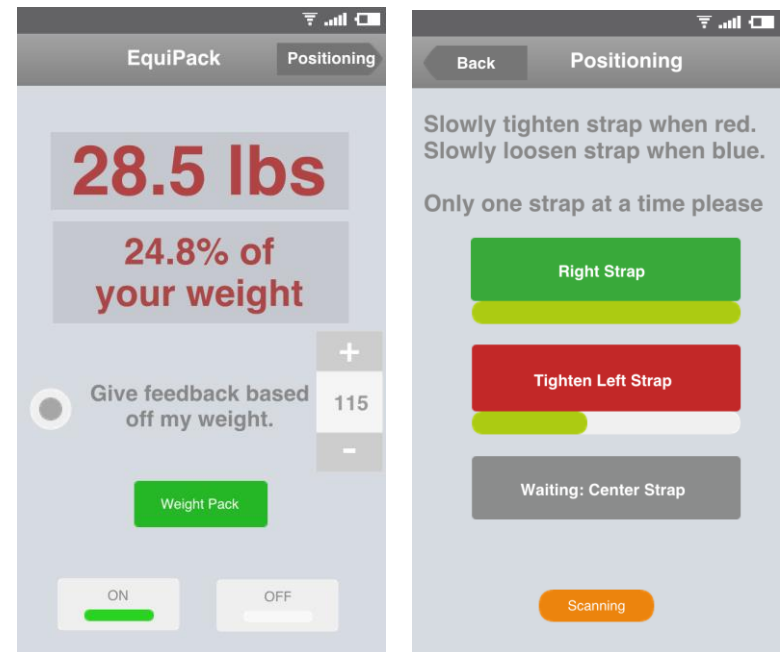 EquiPack
Positioning
28.5 lbs
24.8% of
your weight
Give feedback based
off my weight.
+
115
-
Weight Pack
ON
OFF
Back
Positioning
Slowly tighten strap when red.
Slowly loosen strap when blue.
Only one strap at a time please
Right Strap
Tighten Left Strap
Waiting: Center Strap
Scanning